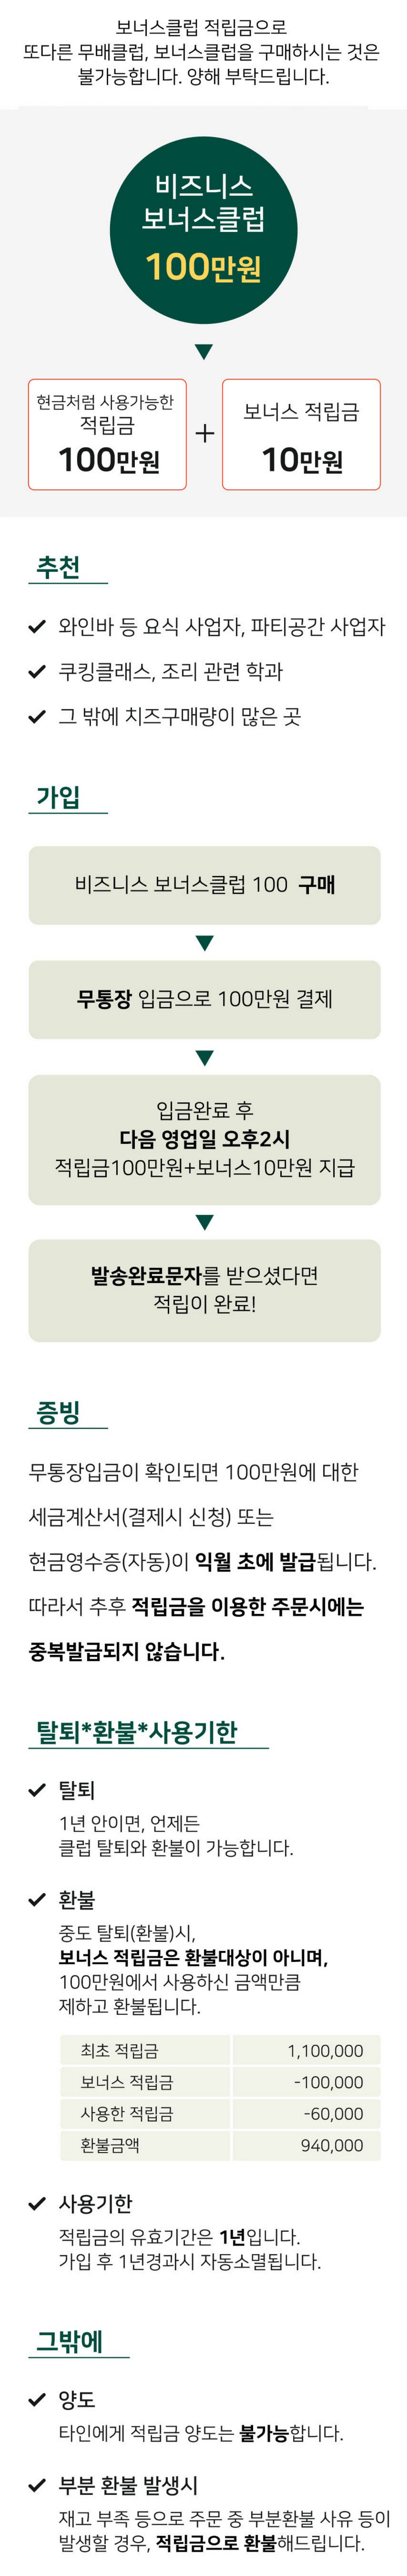 보너스클럽 적립금으로
또다른 무배클럽, 보너스클럽을 구매하시는 것은
불가능합니다. 양해 부탁드립니다.
비즈니스
보너스클럽
100만원
▼
현금처럼 사용가능한
적립금
100만원
+
보너스 적립금
10만원
추천
✔ 와인바 등 요식 사업자, 파티공간 사업자
✔ 쿠킹클래스, 조리 관련 학과
✔ 그 밖에 치즈구매량이 많은 곳
가입
비즈니스 보너스클럽 100 구매
▼
무통장 입금으로 100만원 결제
▼
입금완료 후
다음 영업일 오후2시
적립금100만원+보너스10만원 지급
▼
발송완료문자를 받으셨다면
적립이 완료!
증빙
무통장입금이 확인되면 100만원에 대한
세금계산서(결제시 신청) 또는
현금영수증(자동)이 익월 초에 발급됩니다.
따라서 추후 적립금을 이용한 주문시에는
중복발급되지 않습니다.
탈퇴*환불*사용기한
✔ 탈퇴
1년 안이면, 언제든
클럽 탈퇴와 환불이 가능합니다.
✔ 환불
중도 탈퇴(환불)시,
보너스 적립금은 환불대상이 아니며,
100만원에서 사용하신 금액만큼
제하고 환불됩니다.
최초 적립금 1,100,000
보너스 적립금 -100,000
사용한 적립금 -60,000
환불금액 940,000
✔ 사용기한
적립금의 유효기간은 1년입니다.
가입 후 1년경과시 자동소멸됩니다.
그밖에
✔ 양도
타인에게 적립금 양도는 불가능합니다.
✔ 부분 환불 발생시
재고 부족 등으로 주문 중 부분환불 사유 등이
발생할 경우, 적립금으로 환불해드립니다.